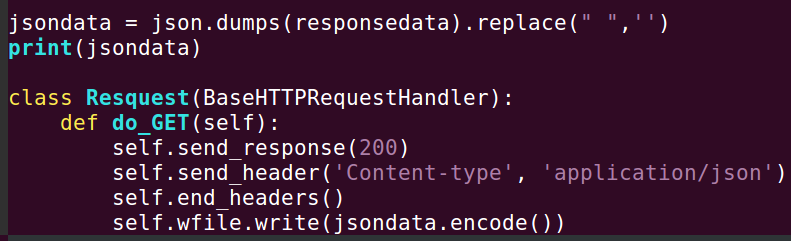 jsondata = json.dumps(responsedata).replace(" ",'')
print(jsondata)
class Resquest(BaseHTTPRequestHandler):
    def do_GET(self):
        self.send_response(200)
        self.send_header('Content-type', 'application/json')
        self.end_headers()
        self.wfile.write(jsondata.encode())